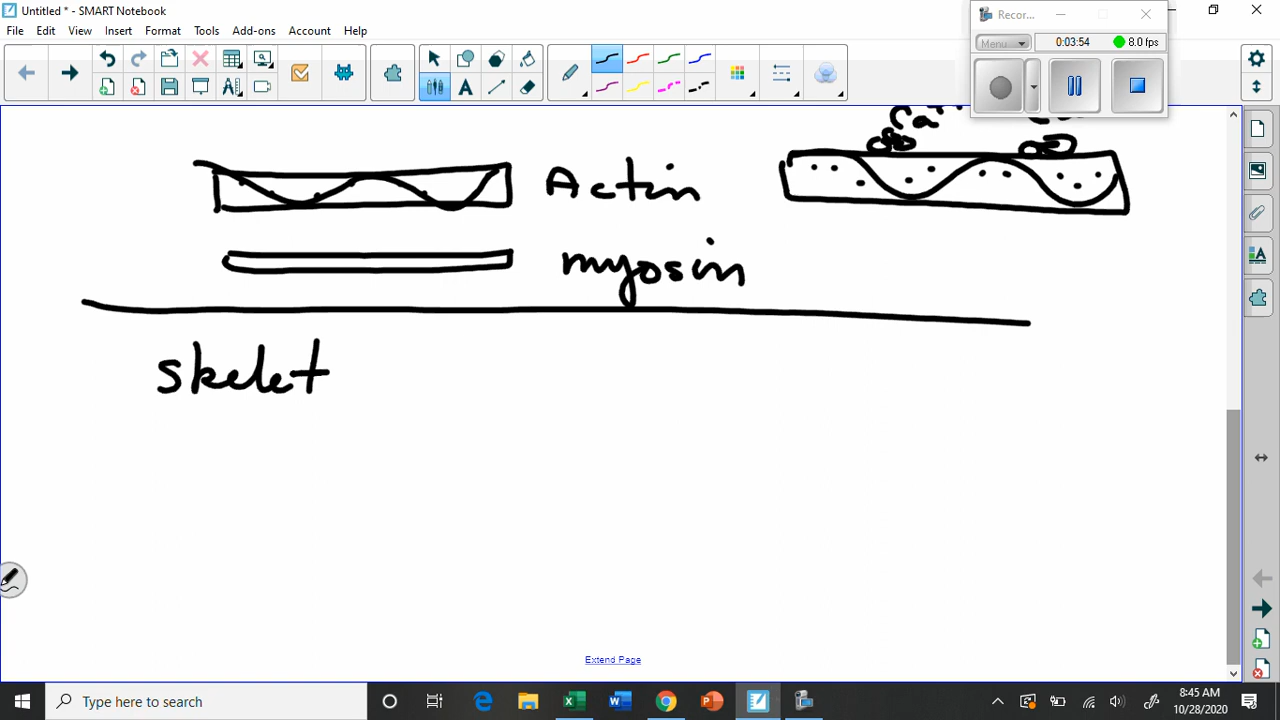 Untitled * - SMART Notebook
File Edit View Insert Format Tools Add-ons Account Help
Recor...
Menu 0:03:54 8.0 fps
Actin
myosin
skelet
Extend Page
Type here to search
8:45 AM
10/28/2020